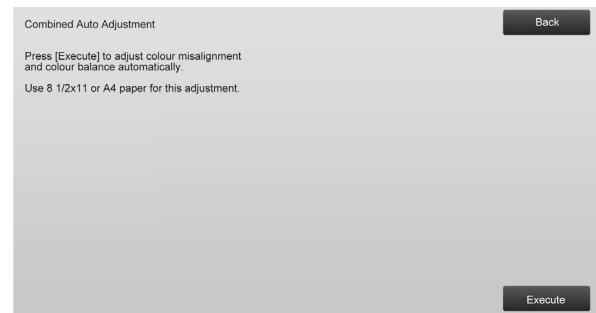 Combined Auto Adjustment
Back
Press [Execute] to adjust colour misalignment
and colour balance automatically.
Use 8 1/2x11 or A4 paper for this adjustment.
Execute